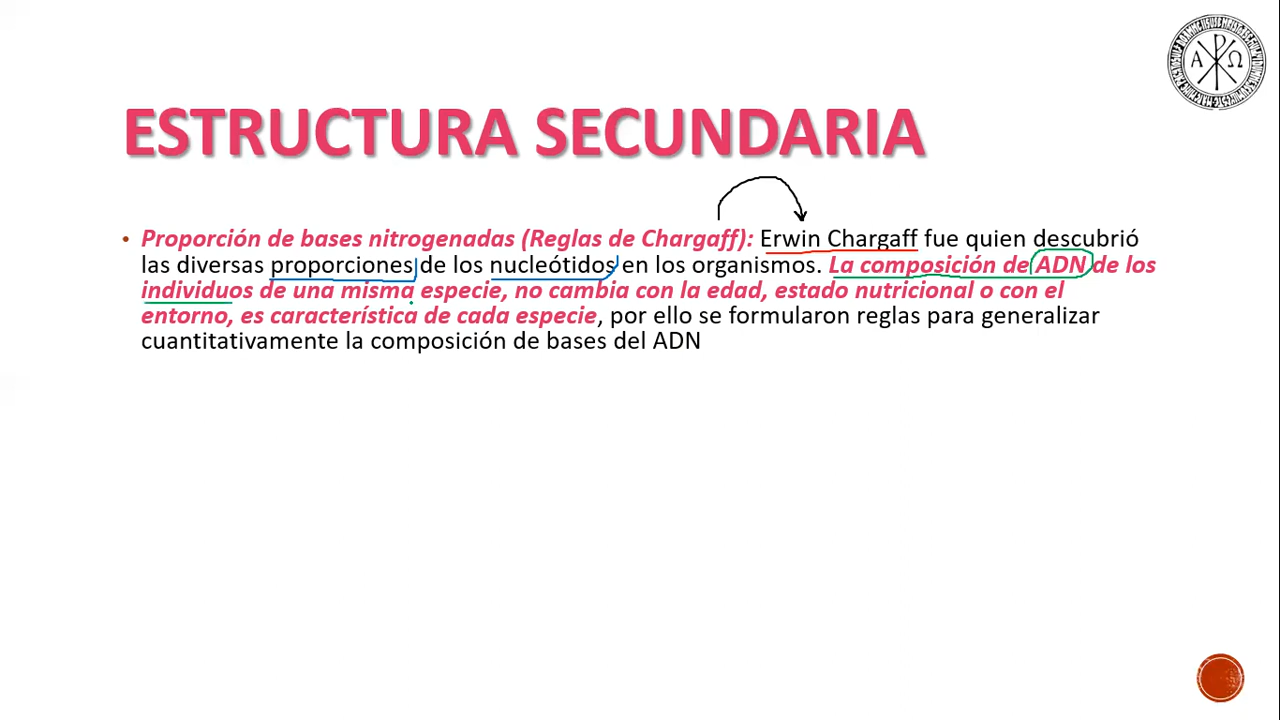 ESTRUCTURA SECUNDARIA
A Ω
• Proporción de bases nitrogenadas (Reglas de Chargaff): Erwin Chargaff fue quien descubrió
las diversas proporciones de los nucleótidos en los organismos. La composición de ADN de los
individuos de una misma especie, no cambia con la edad, estado nutricional o con el
entorno, es característica de cada especie, por ello se formularon reglas para generalizar
cuantitativamente la composición de bases del ADN